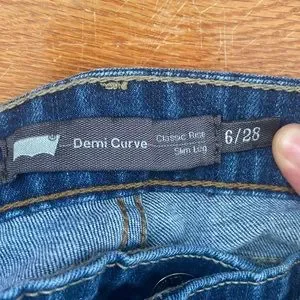 Demi Curve
Classic Rise
Slim Leg
6/28